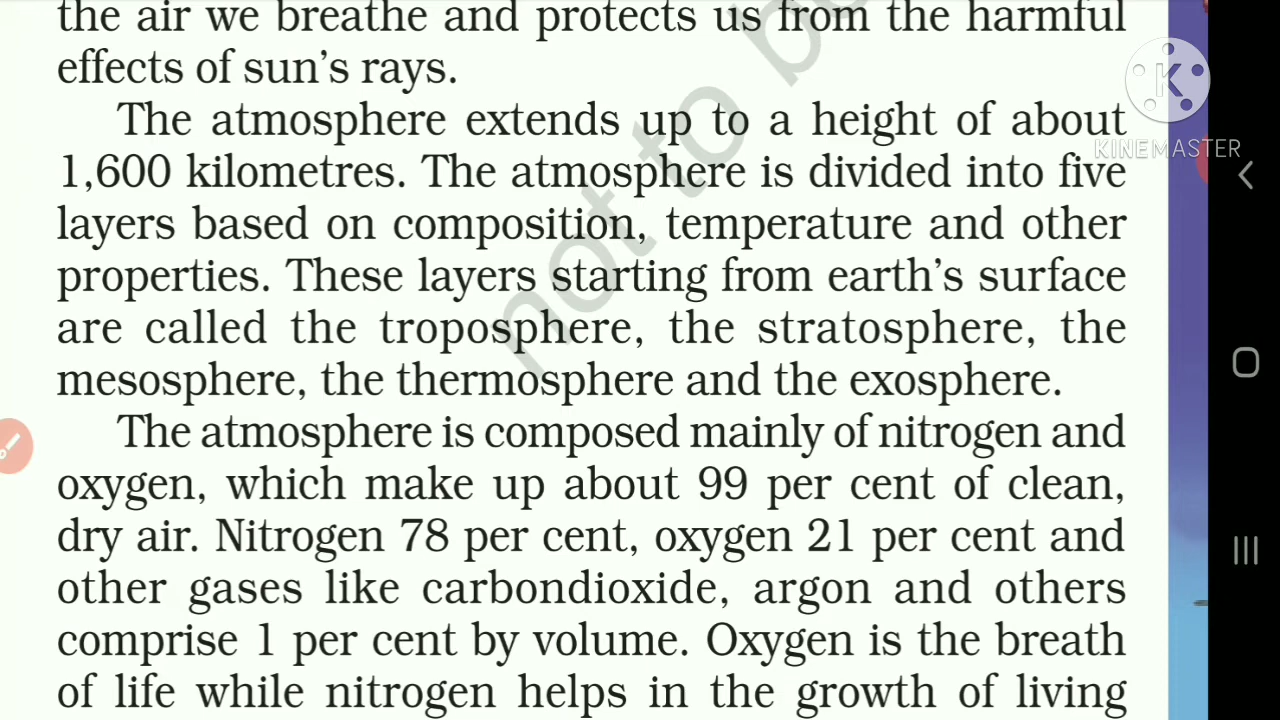 the air we breathe and protects us from the harmful
effects of sun's rays.
The atmosphere extends up to a height of about
1,600 kilometres. The atmosphere is divided into five
layers based on composition, temperature and other
properties. These layers starting from earth's surface
are called the troposphere, the stratosphere, the
mesosphere, the thermosphere and the exosphere.
The atmosphere is composed mainly of nitrogen and
oxygen, which make up about 99 per cent of clean,
dry air. Nitrogen 78 per cent, oxygen 21 per cent and
other gases like carbondioxide, argon and others
comprise 1 per cent by volume. Oxygen is the breath
of life while nitrogen helps in the growth of living
not to be
K
KINEMASTER